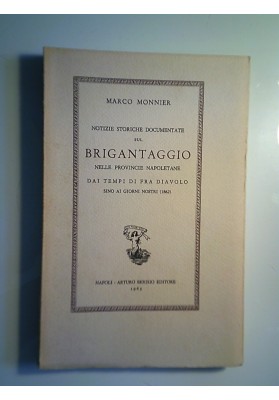 MARCO MONNIER
NOTIZIE STORICHE DOCUMENTATE
SUL
BRIGANTAGGIO
NELLE PROVINCIE NAPOLETANE
DAI TEMPI DI FRA DIAVOLO
SINO AI GIORNI NOSTRI (1862)
NAPOLI - ARTURO BERISIO EDITORE